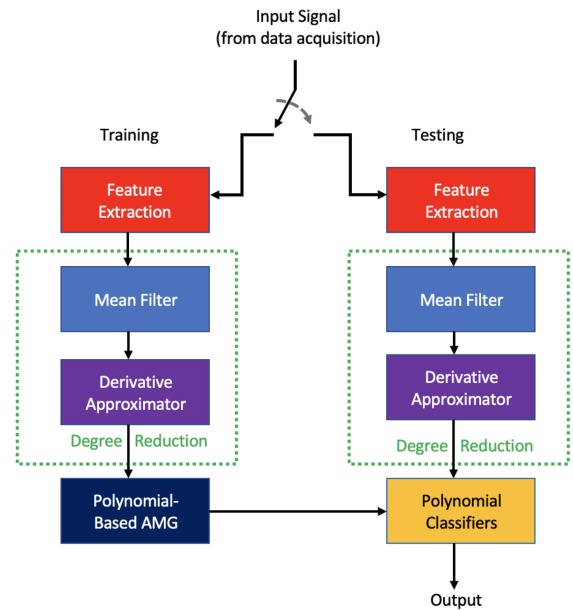 Input Signal
(from data acquisition)
Training
Testing
Feature
Extraction
Feature
Extraction
Mean Filter
Mean Filter
Derivative
Approximator
Derivative
Approximator
Degree Reduction
Degree Reduction
Polynomial-
Based AMG
Polynomial
Classifiers
Output